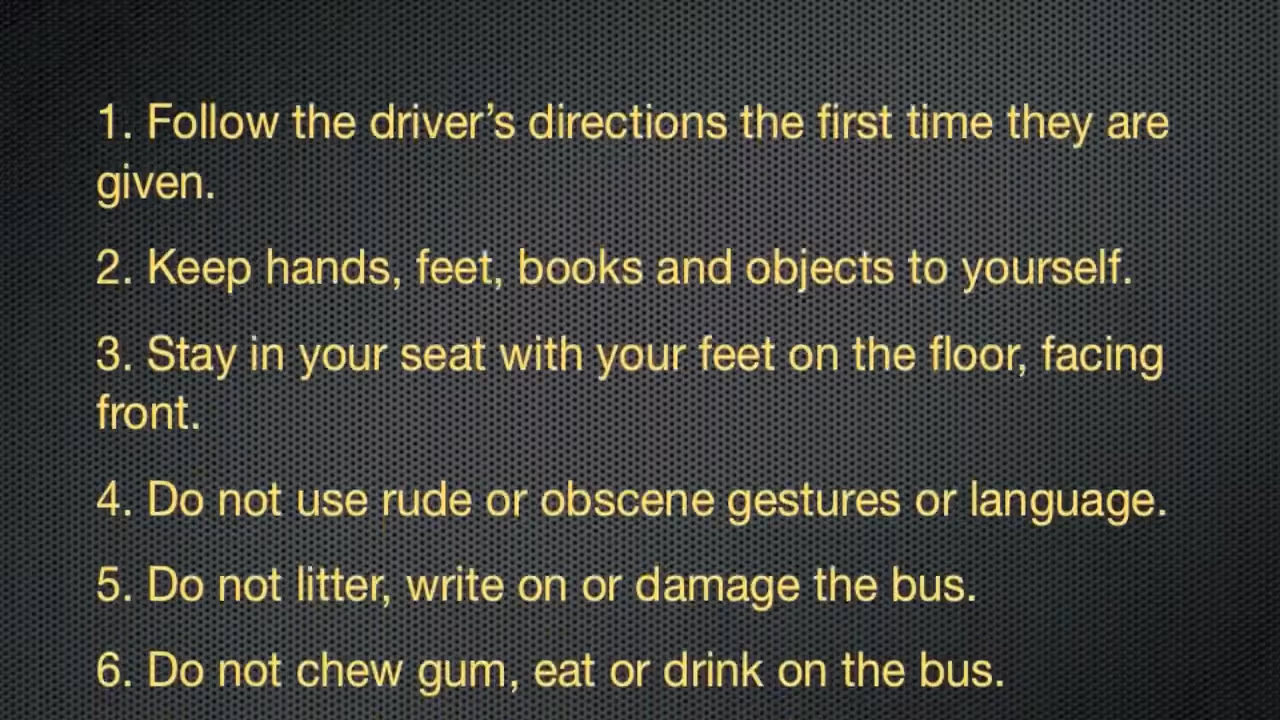 1. Follow the driver’s directions the first time they are
given.
2. Keep hands, feet, books and objects to yourself.
3. Stay in your seat with your feet on the floor, facing
front.
4. Do not use rude or obscene gestures or language.
5. Do not litter, write on or damage the bus.
6. Do not chew gum, eat or drink on the bus.